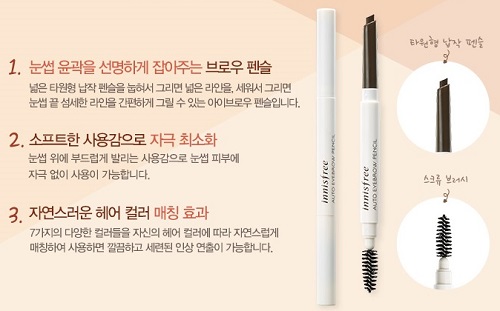 1. 눈썹 윤곽을 선명하게 잡아주는 브로우 펜슬
넓은 타원형 납작 펜슬을 눕혀서 그리면 넓은 라인을, 세워서 그리면
눈썹 끝 섬세한 라인을 간편하게 그릴 수 있는 아이브로우 펜슬입니다.
2. 소프트한 사용감으로 자극 최소화
눈썹 위에 부드럽게 발리는 사용감으로 눈썹 피부에
자극 없이 사용이 가능합니다.
3. 자연스러운 헤어 컬러 매칭 효과
7가지의 다양한 컬러들을 자신의 헤어 컬러에 따라 자연스럽게
매칭하여 사용하면 깔끔하고 세련된 인상 연출이 가능합니다.
innisfree
AUTO EYEBROW PENCIL
innisfree
AUTO EYEBROW PENCIL
타원형 납작 펜슬
스크류 브러시